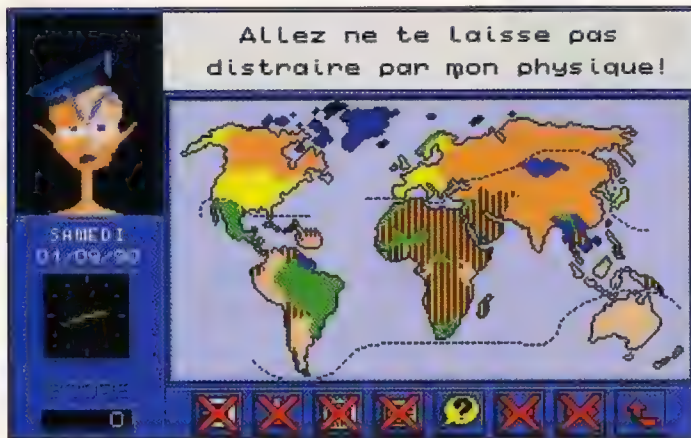 Allez ne te laisse pas
distraire par mon physique!
SAMEDI
01/09/90
0
?